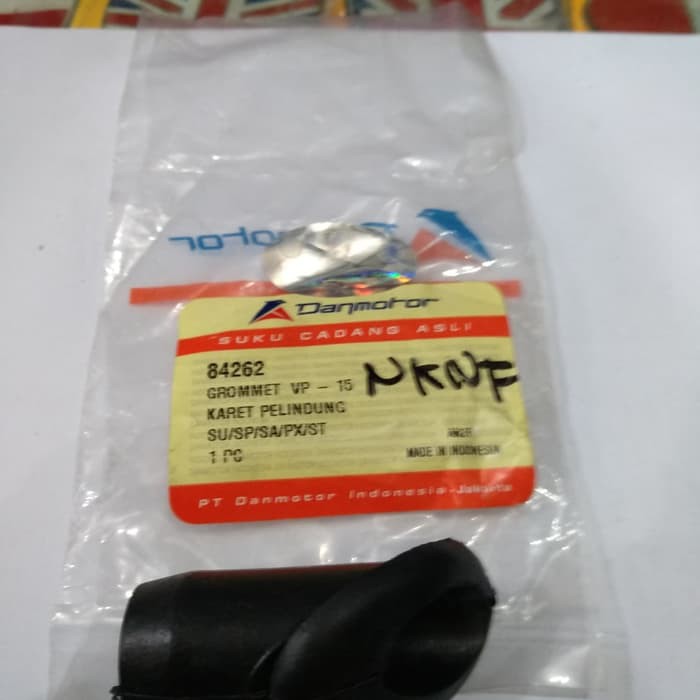 Danmotor
SUKU CADANG ASLI
84262
GROMMET VP - 15
KARET PELINDUNG
SU/SP/SA/PX/ST
1 PC
MADE IN INDONESIA
PT Danmotor Indonesia-Jakarta